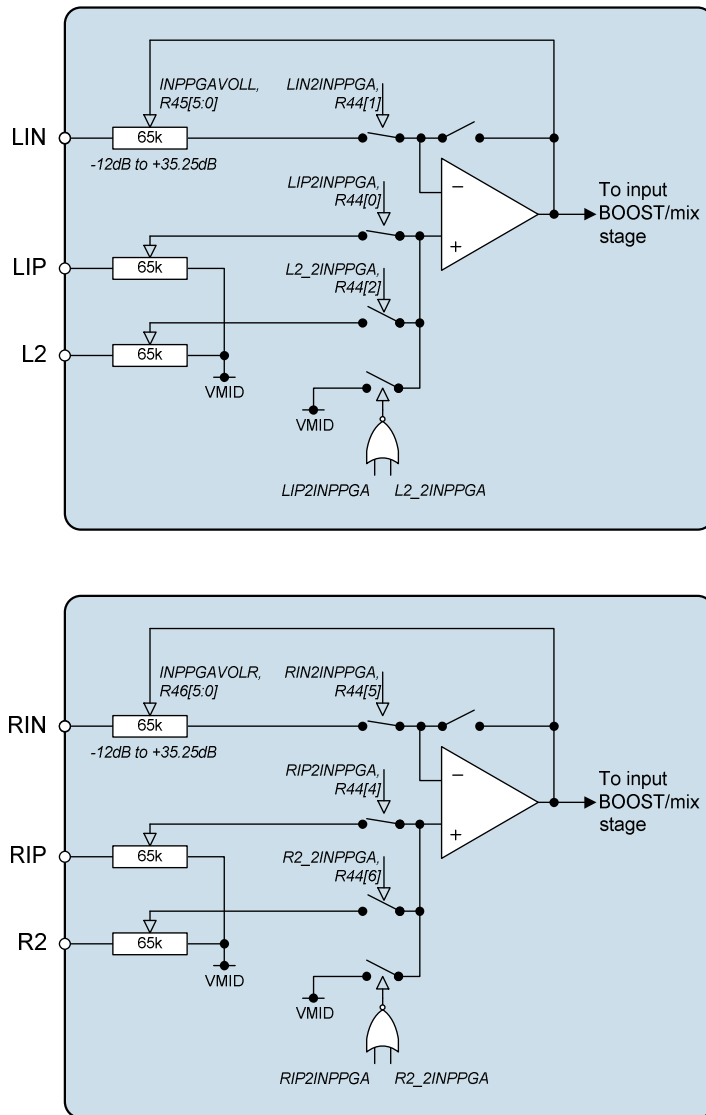 INPPGAVOLL,
R45[5:0]
LIN2INPPGA,
R44[1]
LIN
65k
-12dB to +35.25dB
LIP2INPPGA,
R44[0]
−
+
To input
BOOST/mix
stage
LIP
65k
L2_2INPPGA,
R44[2]
L2
65k
VMID
VMID
LIP2INPPGA
L2_2INPPGA
INPPGAVOLR,
R46[5:0]
RIN2INPPGA,
R44[5]
RIN
65k
-12dB to +35.25dB
RIP2INPPGA,
R44[4]
−
+
To input
BOOST/mix
stage
RIP
65k
R2_2INPPGA,
R44[6]
R2
65k
VMID
VMID
RIP2INPPGA
R2_2INPPGA